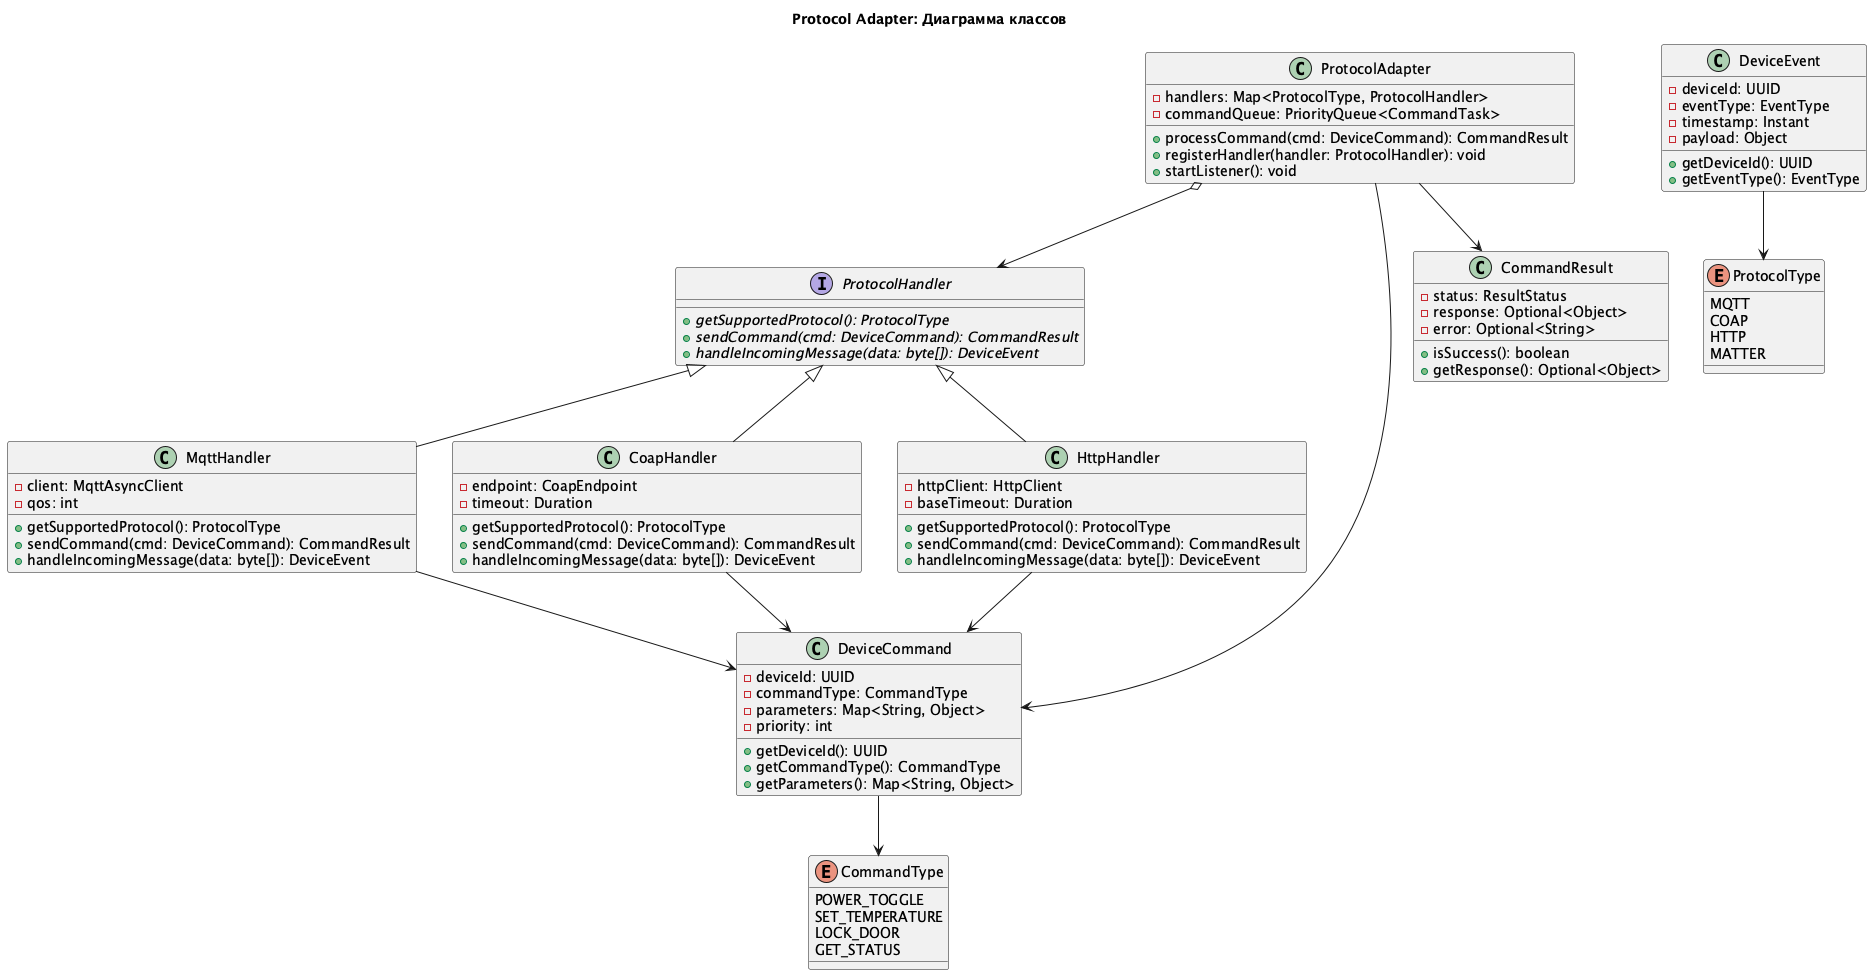 Protocol Adapter: Диаграмма классов
C ProtocolAdapter
handlers: Map<ProtocolType, ProtocolHandler>
commandQueue: PriorityQueue<CommandTask>
processCommand(cmd: DeviceCommand): CommandResult
registerHandler(handler: ProtocolHandler): void
startListener(): void
C DeviceEvent
deviceId: UUID
eventType: EventType
timestamp: Instant
payload: Object
getDeviceId(): UUID
getEventType(): EventType
I ProtocolHandler
getSupportedProtocol(): ProtocolType
sendCommand(cmd: DeviceCommand): CommandResult
handleIncomingMessage(data: byte[]): DeviceEvent
C CommandResult
status: ResultStatus
response: Optional<Object>
error: Optional<String>
isSuccess(): boolean
getResponse(): Optional<Object>
E ProtocolType
MQTT
COAP
HTTP
MATTER
C MqttHandler
client: MqttAsyncClient
qos: int
getSupportedProtocol(): ProtocolType
sendCommand(cmd: DeviceCommand): CommandResult
handleIncomingMessage(data: byte[]): DeviceEvent
C CoapHandler
endpoint: CoapEndpoint
timeout: Duration
getSupportedProtocol(): ProtocolType
sendCommand(cmd: DeviceCommand): CommandResult
handleIncomingMessage(data: byte[]): DeviceEvent
C HttpHandler
httpClient: HttpClient
baseTimeout: Duration
getSupportedProtocol(): ProtocolType
sendCommand(cmd: DeviceCommand): CommandResult
handleIncomingMessage(data: byte[]): DeviceEvent
C DeviceCommand
deviceId: UUID
commandType: CommandType
parameters: Map<String, Object>
priority: int
getDeviceId(): UUID
getCommandType(): CommandType
getParameters(): Map<String, Object>
E CommandType
POWER_TOGGLE
SET_TEMPERATURE
LOCK_DOOR
GET_STATUS